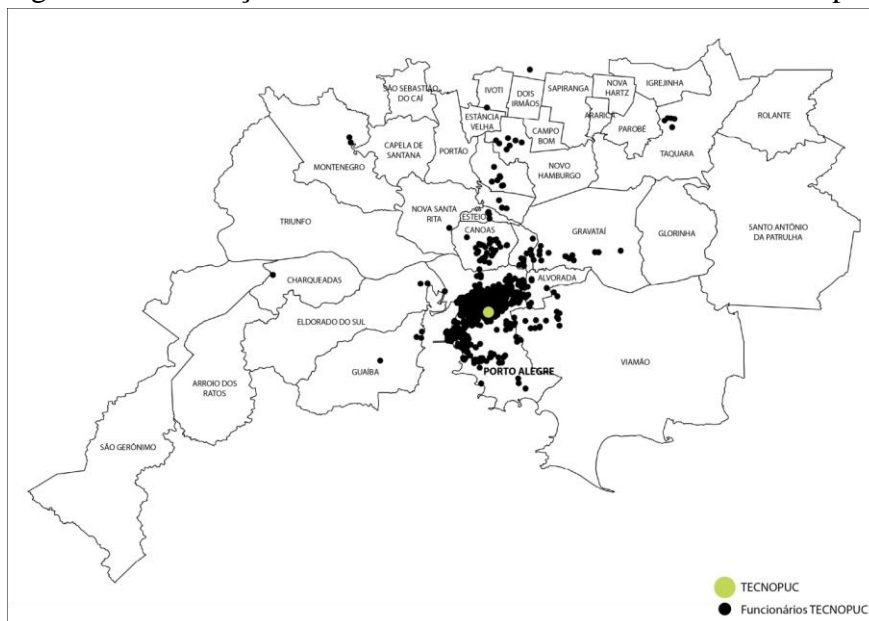 SÃO SEBASTIÃO
DO CAÍ
IVOTI
DOIS
IRMÃOS
SAPIRANGA
NOVA
HARTZ
IGREJINHA
ESTÂNCIA
VELHA
CAMPO
BOM
ARARICÁ
PAROBÉ
ROLANTE
CAPELA DE
SANTANA
PORTÃO
TAQUARA
MONTENEGRO
NOVO
HAMBURGO
NOVA SANTA
RITA
ESTEIO
TRIUNFO
CANOAS
GRAVATAÍ
GLORINHA
SANTO ANTÔNIO
DA PATRULHA
CHARQUEADAS
ALVORADA
ELDORADO DO SUL
VIAMÃO
GUAÍBA
PORTO ALEGRE
ARROIO DOS
RATOS
SÃO GERÔNIMO
TECNOPUC
Funcionários TECNOPUC